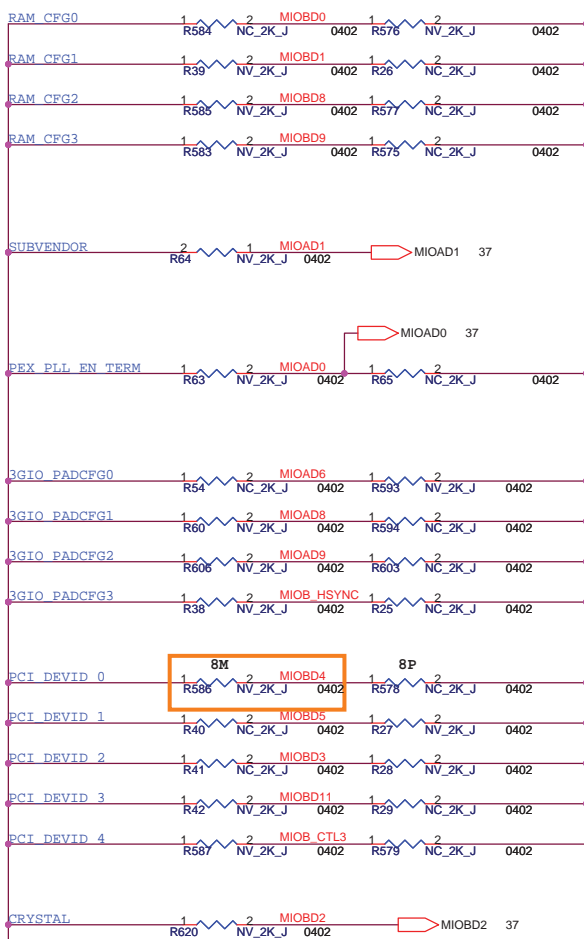 RAM_CFG0 1 2 MIOBD0 1 2
R584 NC_2K_J 0402 R576 NV_2K_J 0402
RAM_CFG1 1 2 MIOBD1 1 2
R39 NV_2K_J 0402 R26 NC_2K_J 0402
RAM_CFG2 1 2 MIOBD8 1 2
R585 NV_2K_J 0402 R577 NC_2K_J 0402
RAM_CFG3 1 2 MIOBD9 1 2
R583 NV_2K_J 0402 R575 NC_2K_J 0402
SUBVENDOR 2 1 MIOAD1 MIOAD1 37
R64 NV_2K_J 0402
MIOAD0 37
PEX_PLL_EN_TERM 1 2 MIOAD0 1 2
R63 NV_2K_J 0402 R65 NC_2K_J 0402
3GIO_PADCFG0 1 2 MIOAD6 1 2
R54 NC_2K_J 0402 R593 NV_2K_J 0402
3GIO_PADCFG1 1 2 MIOAD8 1 2
R60 NV_2K_J 0402 R594 NC_2K_J 0402
3GIO_PADCFG2 1 2 MIOAD9 1 2
R606 NV_2K_J 0402 R603 NC_2K_J 0402
3GIO_PADCFG3 1 2 MIOB_HSYNC 1 2
R38 NV_2K_J 0402 R25 NC_2K_J 0402
8M 8P
PCI_DEVID_0 1 2 MIOBD4 1 2
R586 NV_2K_J 0402 R578 NC_2K_J 0402
PCI_DEVID_1 1 2 MIOBD5 1 2
R40 NC_2K_J 0402 R27 NV_2K_J 0402
PCI_DEVID_2 1 2 MIOBD3 1 2
R41 NC_2K_J 0402 R28 NV_2K_J 0402
PCI_DEVID_3 1 2 MIOBD11 1 2
R42 NV_2K_J 0402 R29 NC_2K_J 0402
PCI_DEVID_4 1 2 MIOB_CTL3 1 2
R587 NV_2K_J 0402 R579 NC_2K_J 0402
CRYSTAL 1 2 MIOBD2 MIOBD2 37
R620 NV_2K_J 0402